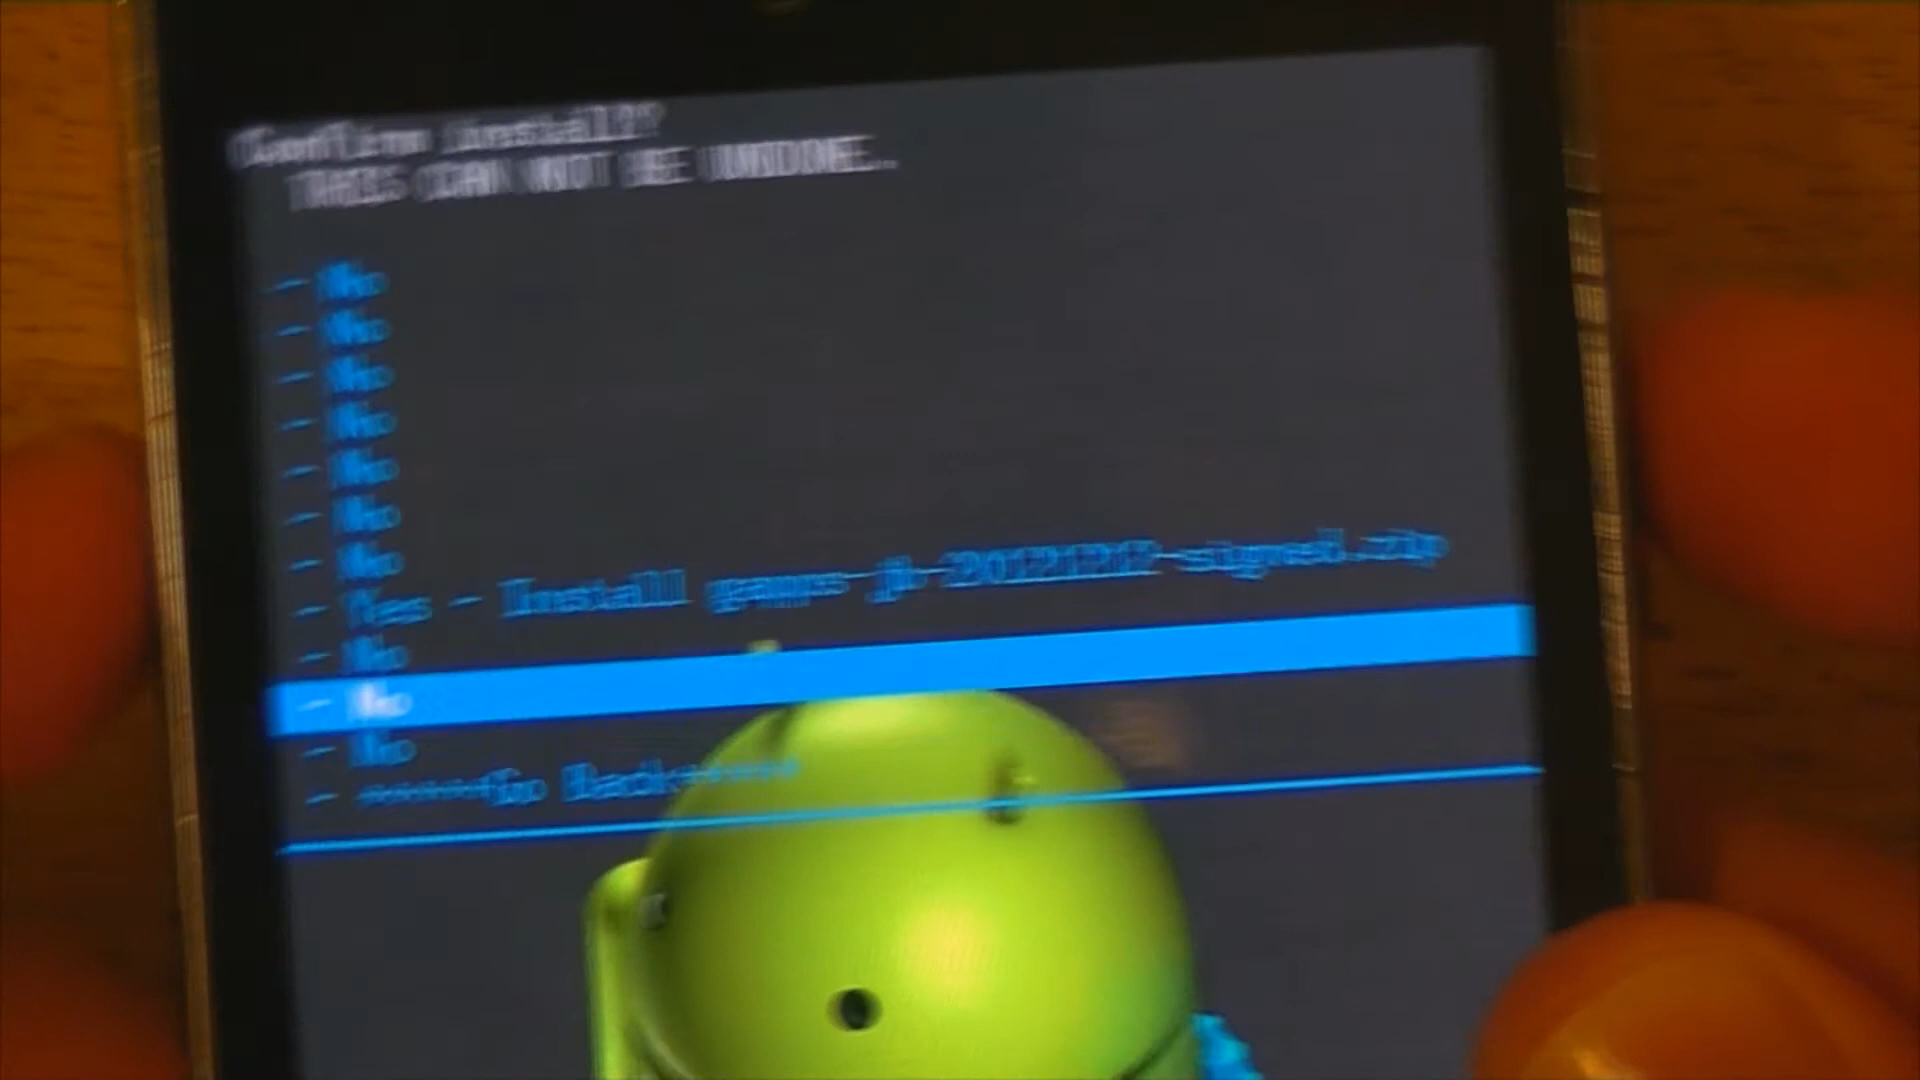 Confirm install?
THIS CAN NOT BE UNDONE.
- No
- No
- No
- No
- No
- No
- No
- Yes - Install gapps-jb-20121212-signed.zip
- No
- No
- No
- +++++Go Back+++++